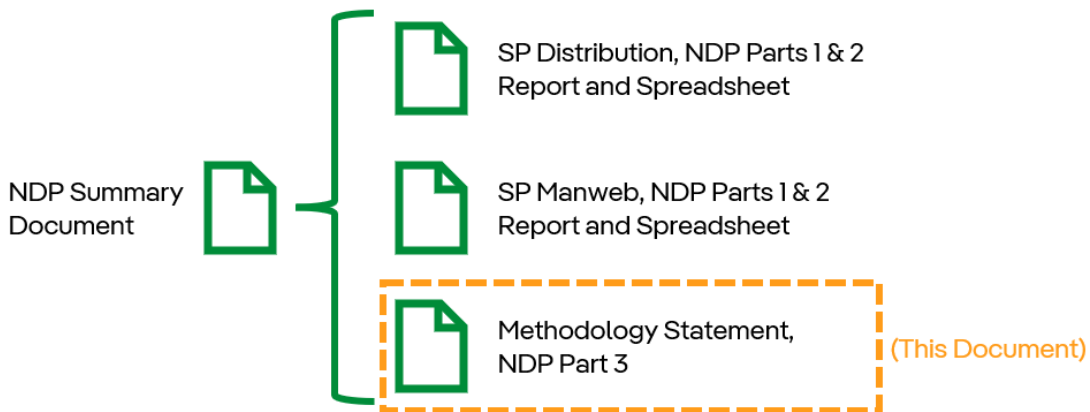 SP Distribution, NDP Parts 1 & 2
Report and Spreadsheet
NDP Summary
Document
SP Manweb, NDP Parts 1 & 2
Report and Spreadsheet
Methodology Statement,
NDP Part 3
(This Document)